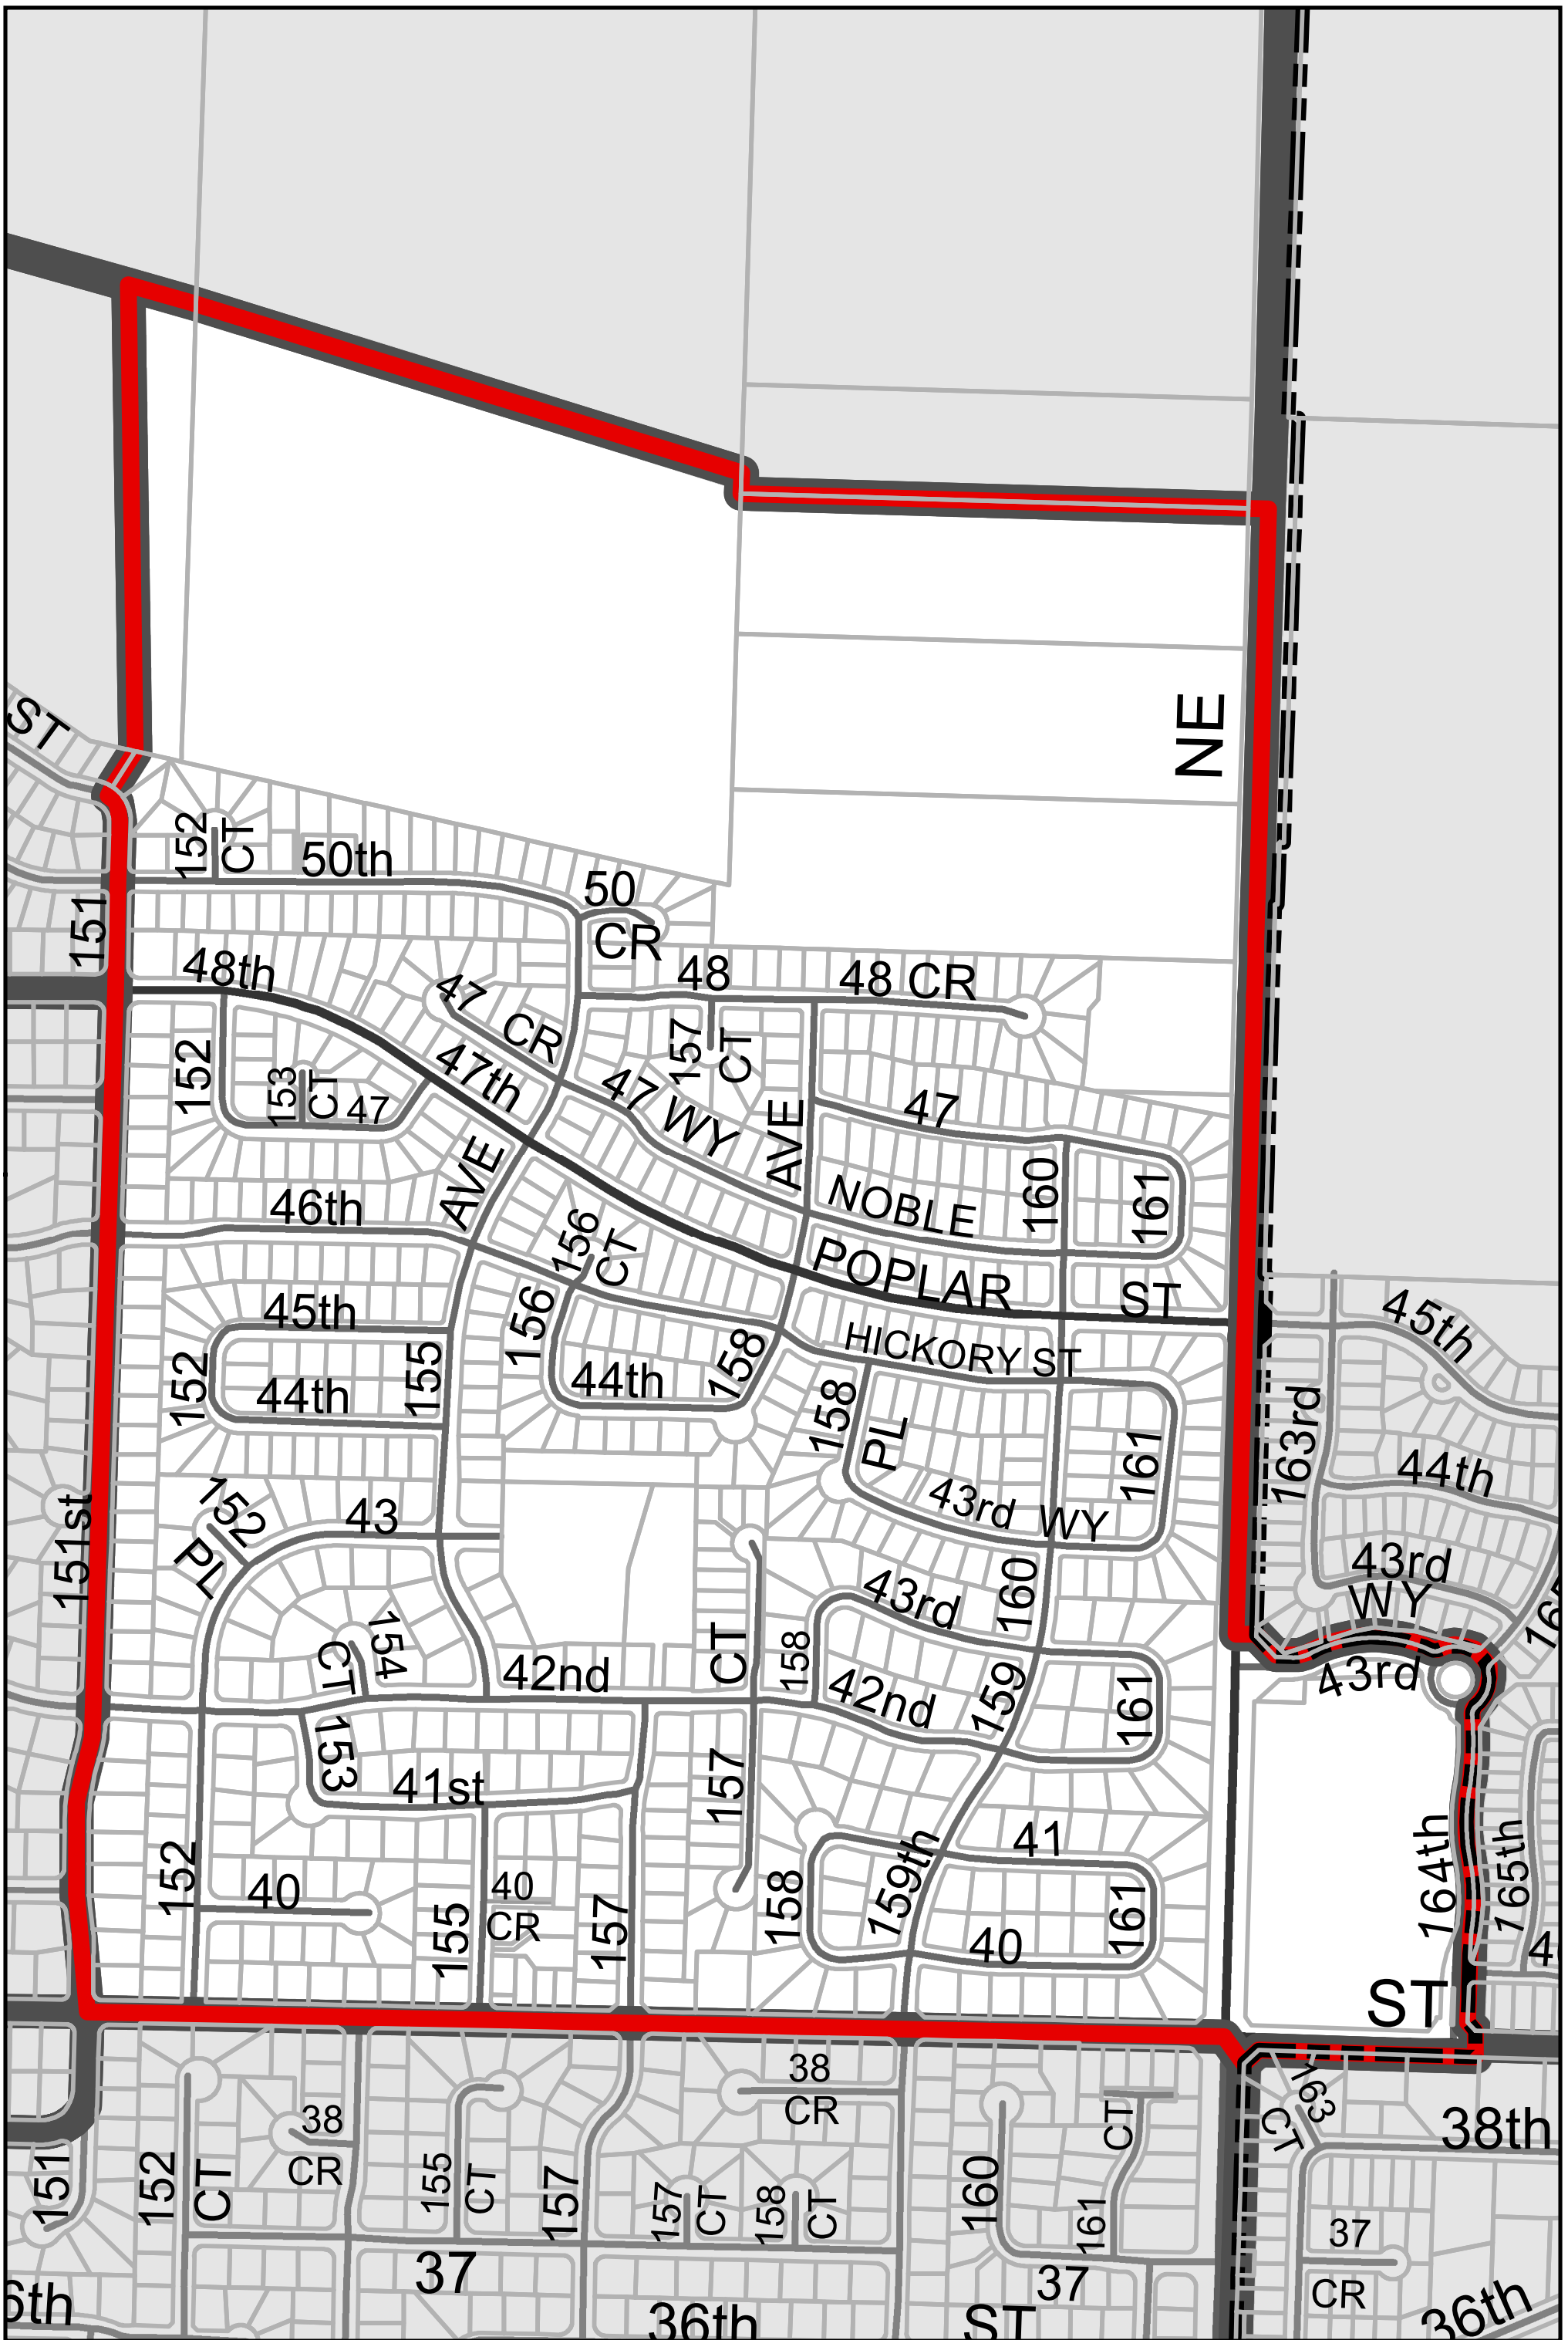 NE
ST
152
CT
50th
50
CR
151
48th
47
CR
48
48 CR
157
CT
152
153
CT
47
47th
47 WY
AVE
47
AVE
46th
NOBLE
160
161
156
CT
POPLAR
ST
45th
156
HICKORY ST
45th
152
155
44th
44th
158
158
PL
163rd
161
44th
151st
152
PL
43
43rd WY
43rd
WY
160
43rd
154
CT
CT
158
43rd
42nd
42nd
159
161
153
41st
157
164th
165th
41
152
40
155
40
CR
157
158
159th
40
161
ST
38
CR
163
CT
38th
151
152
CT
38
CR
155
CT
157
157
CT
158
CT
160
CT
161
37
CR
37
37
36th
ST
36th